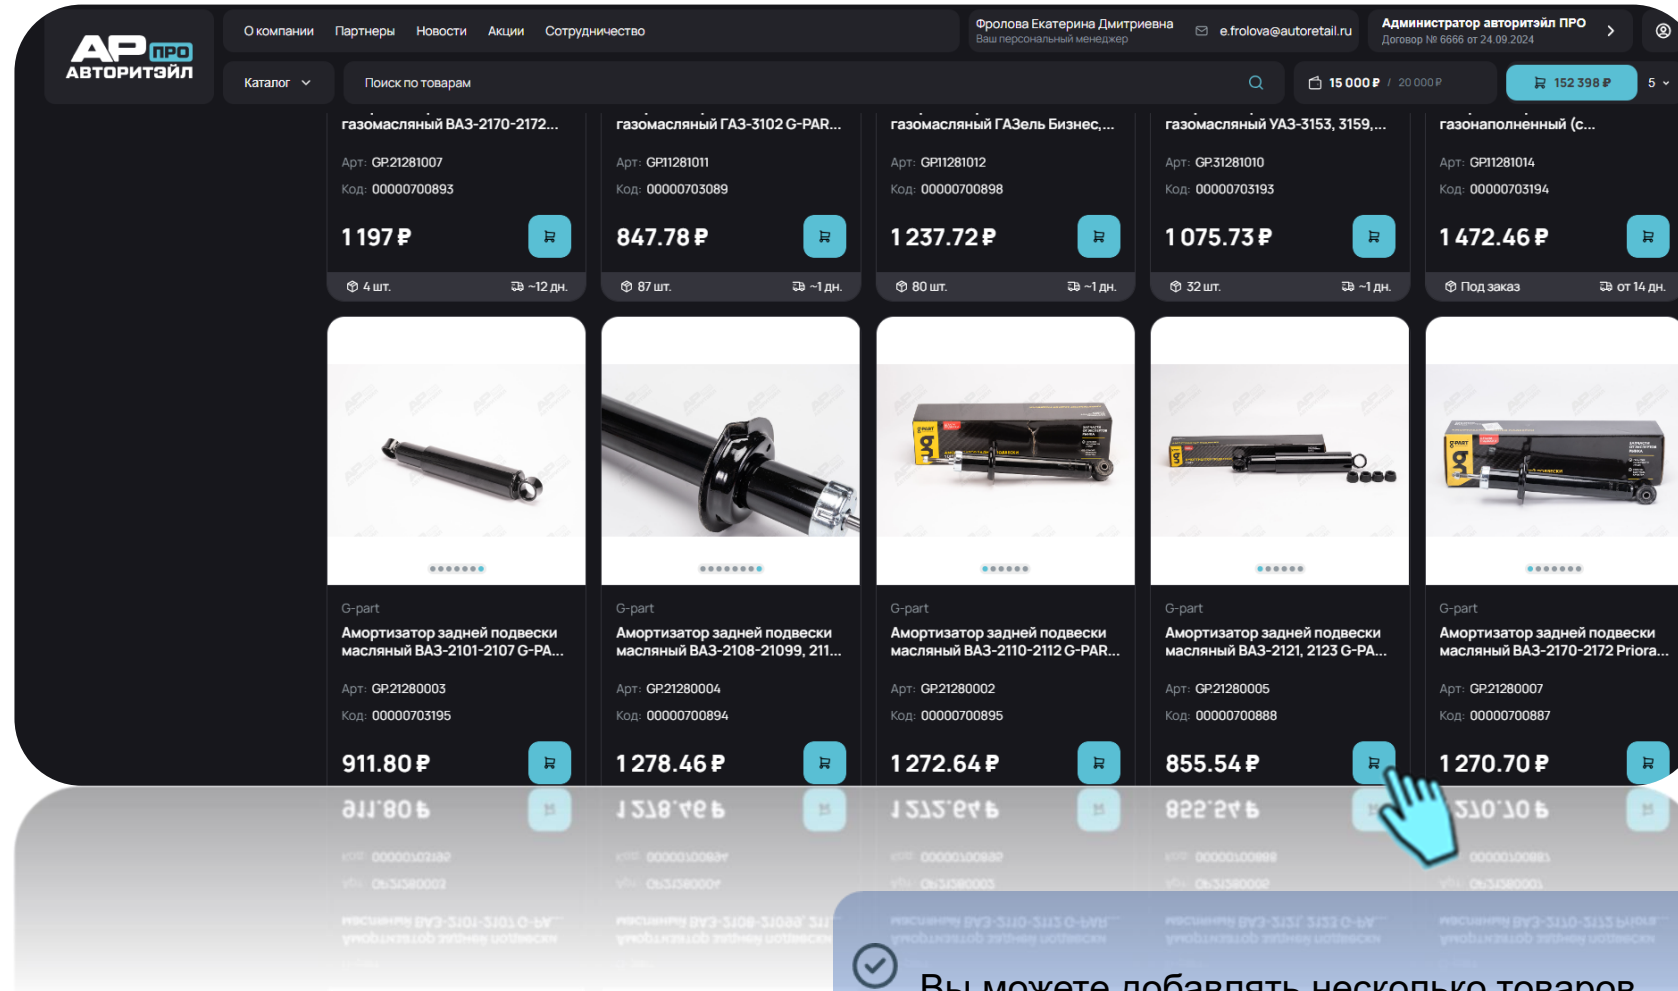 АР ПРО
АВТОРИТЭЙЛ
О компании Партнеры Новости Акции Сотрудничество
Фролова Екатерина Дмитриевна
Ваш персональный менеджер
e.frolova@autoretail.ru
Администратор авторитэйл ПРО
Договор № 6666 от 24.09.2024
Каталог
Поиск по товарам
15 000 ₽ / 20 000 ₽
152 398 ₽
5
газомасляный ВАЗ-2170-2172...
Арт: GP.21281007
Код: 00000700893
1 197 ₽
4 шт. ~12 дн.
газомасляный ГАЗ-3102 G-PAR...
Арт: GP.11281011
Код: 00000703089
847.78 ₽
87 шт. ~1 дн.
газомасляный ГАЗель Бизнес,...
Арт: GP.11281012
Код: 00000700898
1 237.72 ₽
80 шт. ~1 дн.
газомасляный УАЗ-3153, 3159,...
Арт: GP.31281010
Код: 00000703193
1 075.73 ₽
32 шт. ~1 дн.
газонаполненный (с...
Арт: GP.11281014
Код: 00000703194
1 472.46 ₽
Под заказ от 14 дн.
G-part
Амортизатор задней подвески
масляный ВАЗ-2101-2107 G-PA...
Арт: GP.21280003
Код: 00000703195
911.80 ₽
G-part
Амортизатор задней подвески
масляный ВАЗ-2108-21099, 211...
Арт: GP.21280004
Код: 00000700894
1 278.46 ₽
G-part
Амортизатор задней подвески
масляный ВАЗ-2110-2112 G-PAR...
Арт: GP.21280002
Код: 00000700895
1 272.64 ₽
G-part
Амортизатор задней подвески
масляный ВАЗ-2121, 2123 G-PA...
Арт: GP.21280005
Код: 00000700888
855.54 ₽
G-part
Амортизатор задней подвески
масляный ВАЗ-2170-2172 Priora...
Арт: GP.21280007
Код: 00000700887
1 270.70 ₽
Вы можете добавлять несколько товаров